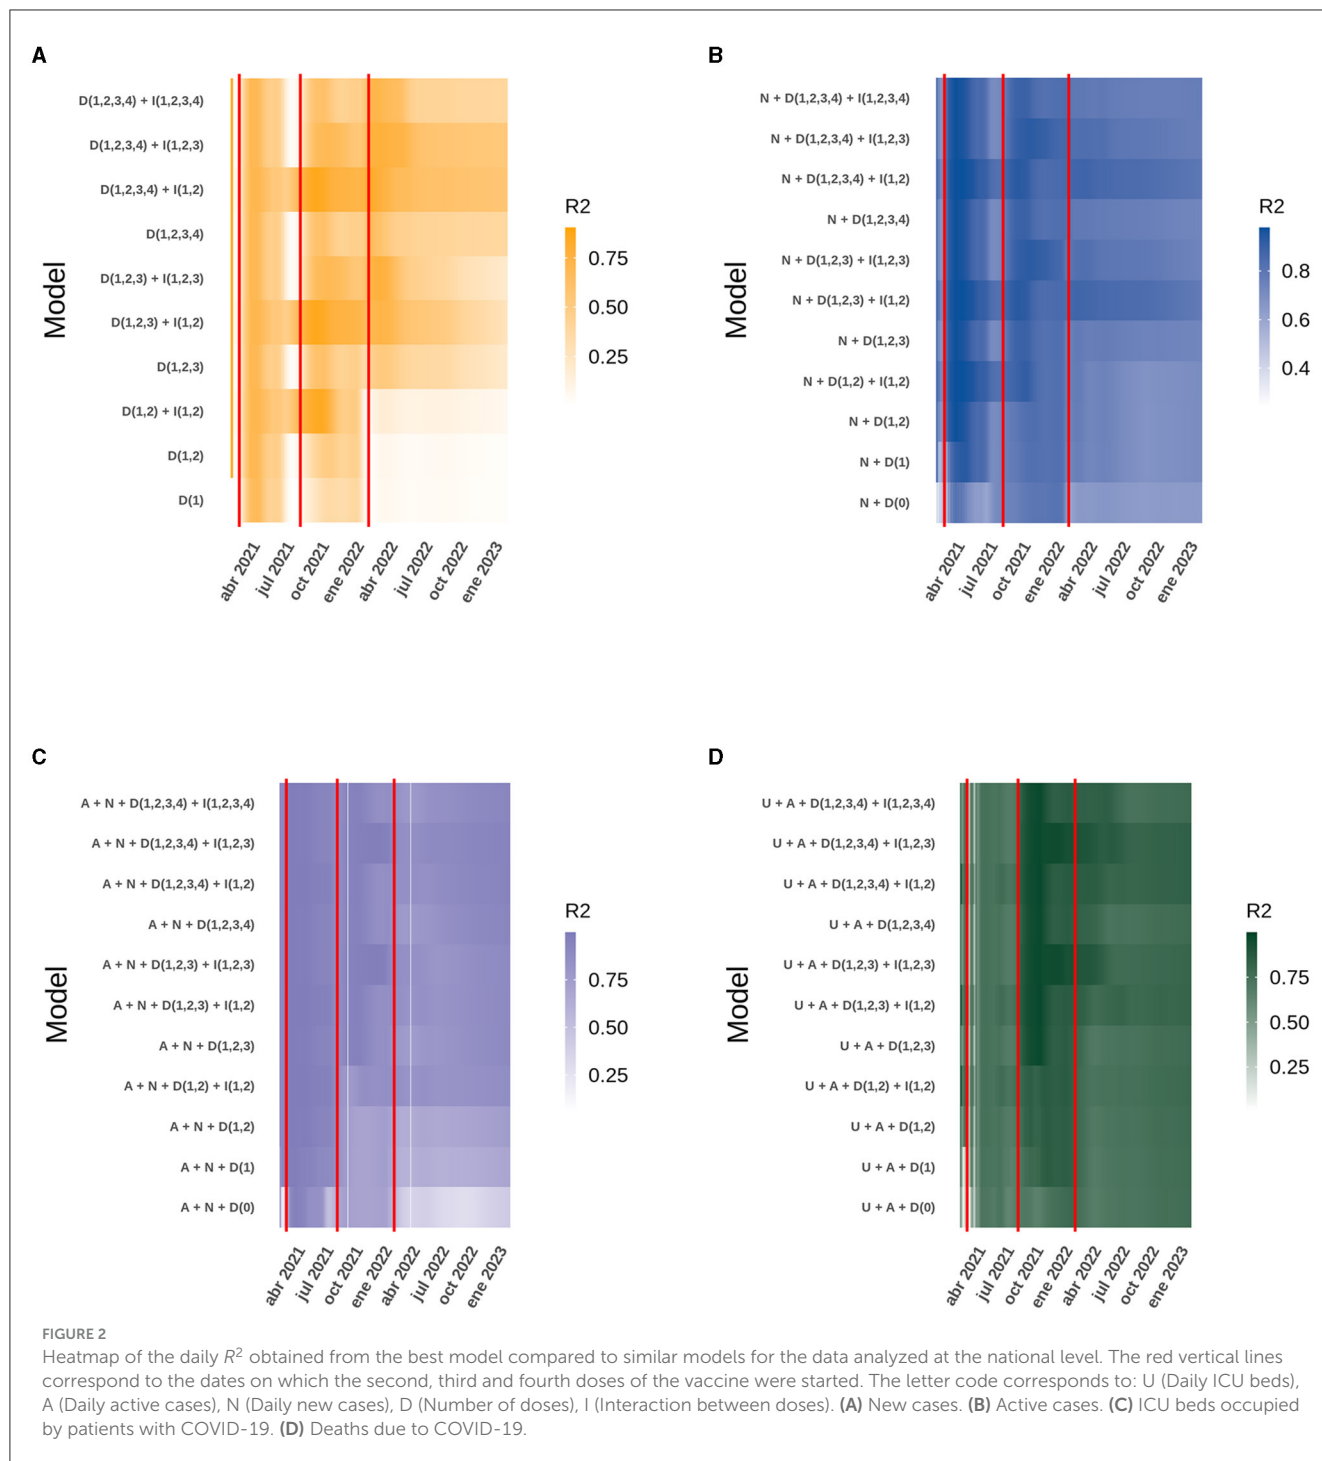 A
D(1,2,3,4) + I(1,2,3,4)
D(1,2,3,4) + I(1,2,3)
D(1,2,3,4) + I(1,2)
D(1,2,3,4)
D(1,2,3) + I(1,2,3)
D(1,2,3) + I(1,2)
D(1,2,3)
D(1,2) + I(1,2)
D(1,2)
D(1)
Model
abr 2021
jul 2021
oct 2021
ene 2022
abr 2022
jul 2022
oct 2022
ene 2023
R2
0.75
0.50
0.25
B
N + D(1,2,3,4) + I(1,2,3,4)
N + D(1,2,3,4) + I(1,2,3)
N + D(1,2,3,4) + I(1,2)
N + D(1,2,3,4)
N + D(1,2,3) + I(1,2,3)
N + D(1,2,3) + I(1,2)
N + D(1,2,3)
N + D(1,2) + I(1,2)
N + D(1,2)
N + D(1)
N + D(0)
Model
abr 2021
jul 2021
oct 2021
ene 2022
abr 2022
jul 2022
oct 2022
ene 2023
R2
0.8
0.6
0.4
C
A + N + D(1,2,3,4) + I(1,2,3,4)
A + N + D(1,2,3,4) + I(1,2,3)
A + N + D(1,2,3,4) + I(1,2)
A + N + D(1,2,3,4)
A + N + D(1,2,3) + I(1,2,3)
A + N + D(1,2,3) + I(1,2)
A + N + D(1,2,3)
A + N + D(1,2) + I(1,2)
A + N + D(1,2)
A + N + D(1)
A + N + D(0)
Model
abr 2021
jul 2021
oct 2021
ene 2022
abr 2022
jul 2022
oct 2022
ene 2023
R2
0.75
0.50
0.25
D
U + A + D(1,2,3,4) + I(1,2,3,4)
U + A + D(1,2,3,4) + I(1,2,3)
U + A + D(1,2,3,4) + I(1,2)
U + A + D(1,2,3,4)
U + A + D(1,2,3) + I(1,2,3)
U + A + D(1,2,3) + I(1,2)
U + A + D(1,2,3)
U + A + D(1,2) + I(1,2)
U + A + D(1,2)
U + A + D(1)
U + A + D(0)
Model
abr 2021
jul 2021
oct 2021
ene 2022
abr 2022
jul 2022
oct 2022
ene 2023
R2
0.75
0.50
0.25
FIGURE 2
Heatmap of the daily R² obtained from the best model compared to similar models for the data analyzed at the national level. The red vertical lines
correspond to the dates on which the second, third and fourth doses of the vaccine were started. The letter code corresponds to: U (Daily ICU beds),
A (Daily active cases), N (Daily new cases), D (Number of doses), I (Interaction between doses). (A) New cases. (B) Active cases. (C) ICU beds occupied
by patients with COVID-19. (D) Deaths due to COVID-19.